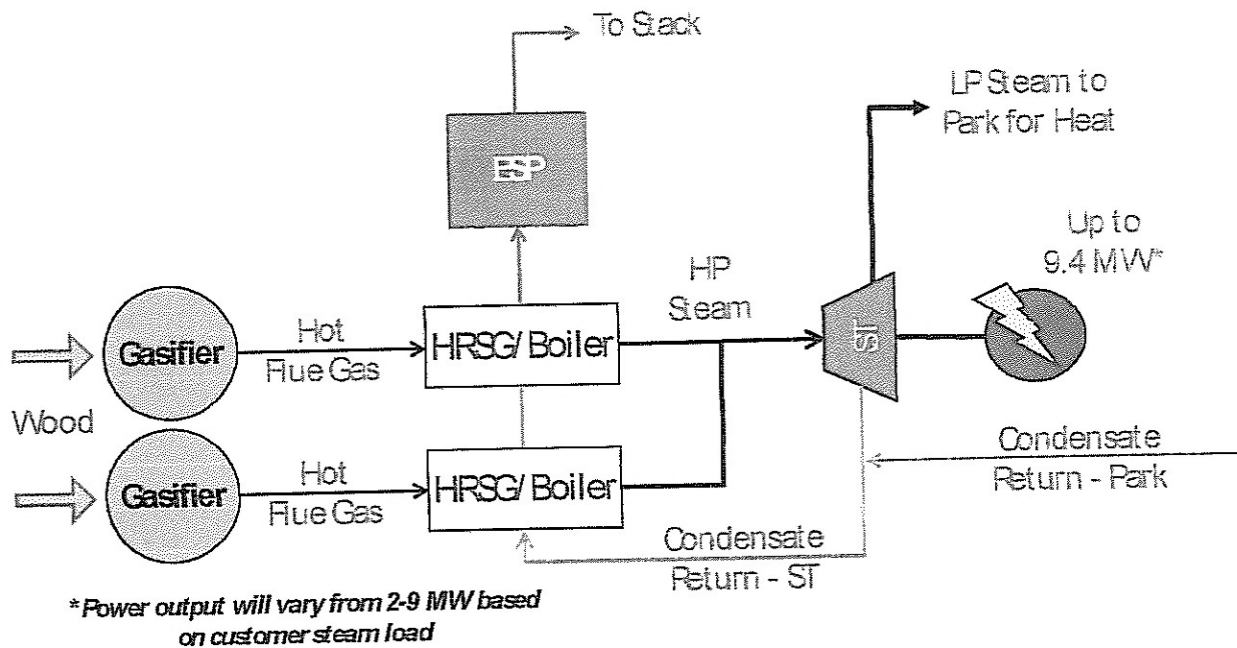 To Stack
LP Steam to
Park for Heat
ESP
Up to
9.4 MW*
HP
Steam
Gasifier
Hot
Flue Gas
HRSG/ Boiler
ST
Wood
Condensate
Return - Park
Gasifier
Hot
Flue Gas
HRSG/ Boiler
Condensate
Return - ST
*Power output will vary from 2-9 MW based
on customer steam load